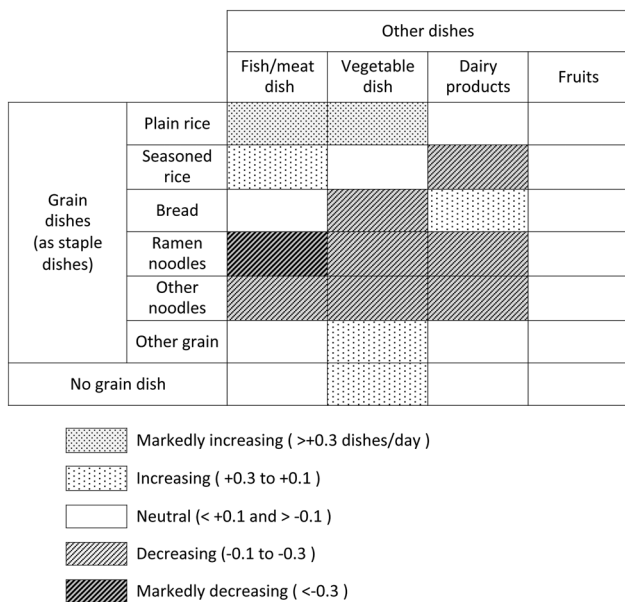 Other dishes
Fish/meat
dish
Vegetable
dish
Dairy
products
Fruits
Grain
dishes
(as staple
dishes)
Plain rice
Seasoned
rice
Bread
Ramen
noodles
Other
noodles
Other grain
No grain dish
Markedly increasing ( >+0.3 dishes/day )
Increasing ( +0.3 to +0.1 )
Neutral (< +0.1 and > -0.1 )
Decreasing (-0.1 to -0.3 )
Markedly decreasing ( <-0.3 )